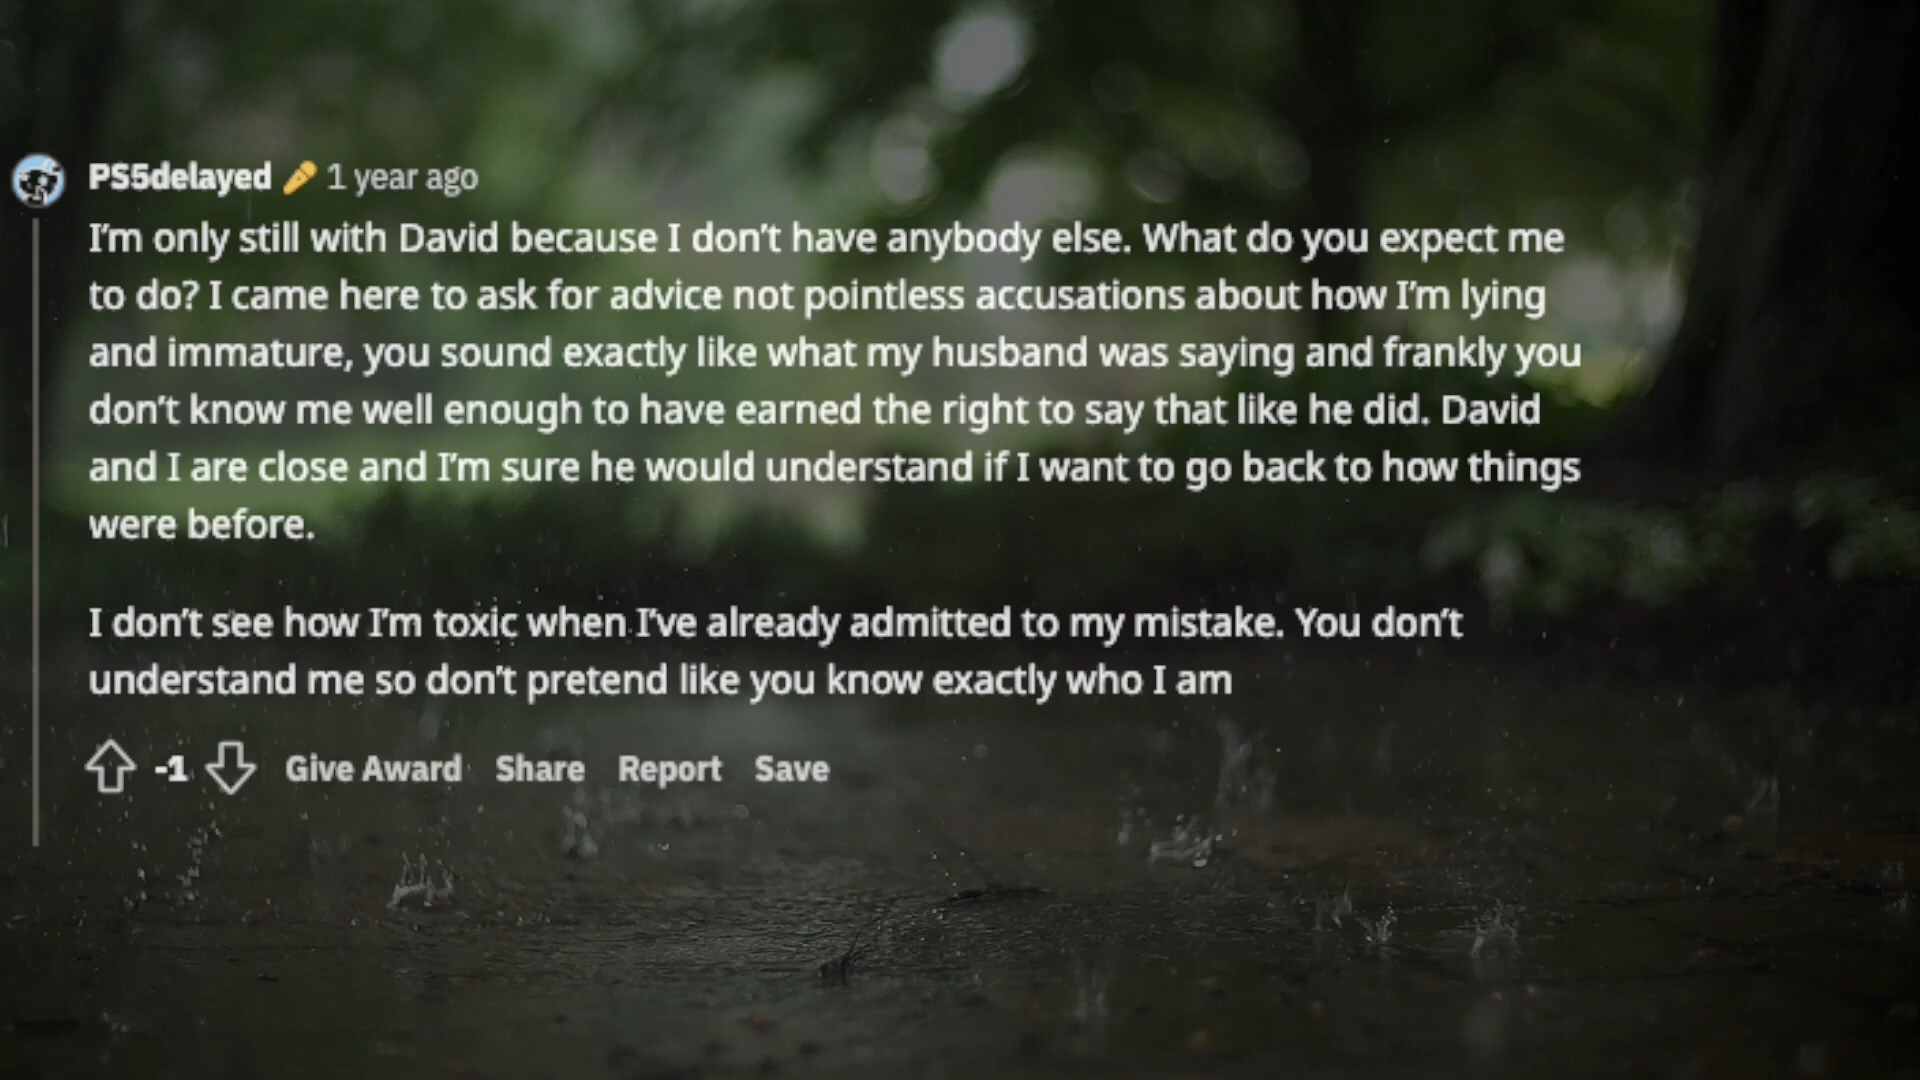 PS5delayed 1 year ago
I'm only still with David because I don't have anybody else. What do you expect me
to do? I came here to ask for advice not pointless accusations about how I'm lying
and immature, you sound exactly like what my husband was saying and frankly you
don't know me well enough to have earned the right to say that like he did. David
and I are close and I'm sure he would understand if I want to go back to how things
were before.
I don't see how I'm toxic when I've already admitted to my mistake. You don't
understand me so don't pretend like you know exactly who I am
-1 Give Award Share Report Save